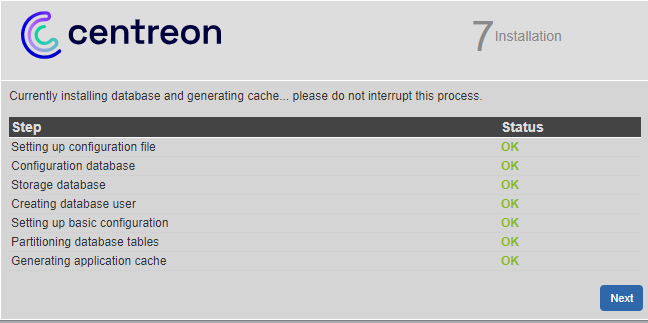 centreon
7 Installation
Currently installing database and generating cache... please do not interrupt this process.
Step Status
Setting up configuration file OK
Configuration database OK
Storage database OK
Creating database user OK
Setting up basic configuration OK
Partitioning database tables OK
Generating application cache OK
Next